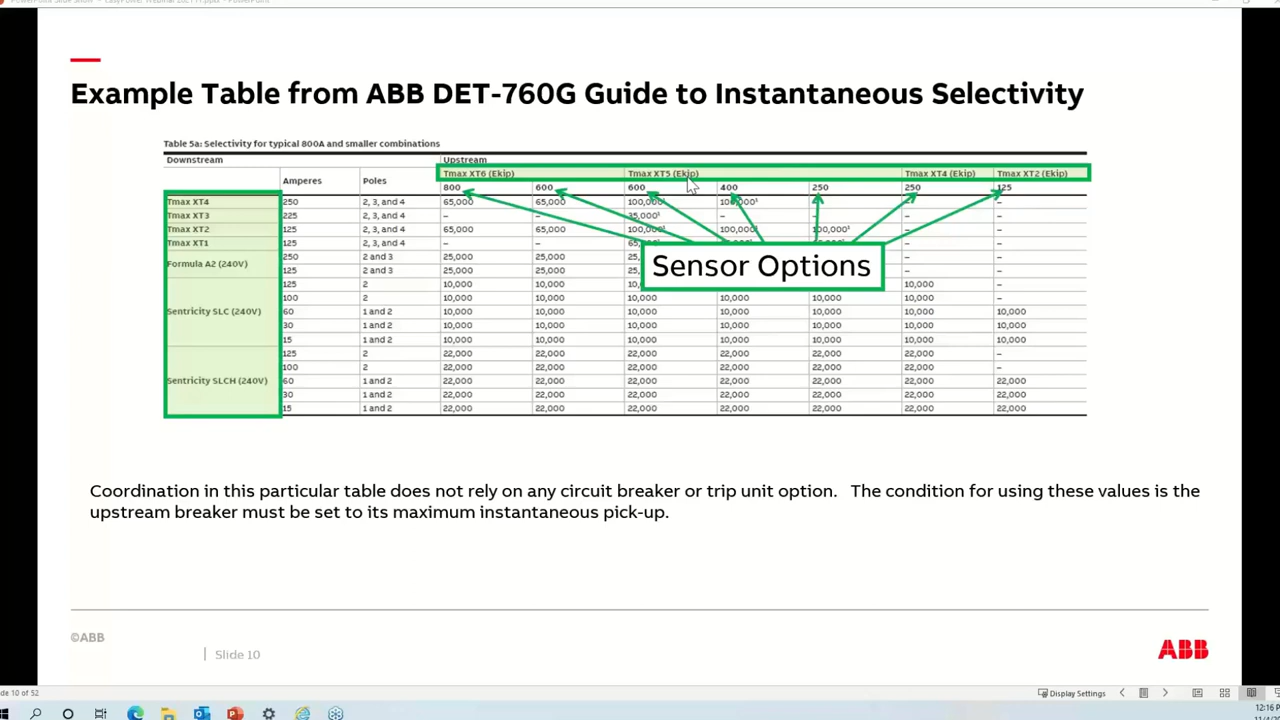 Example Table from ABB DET-760G Guide to Instantaneous Selectivity
Table 5a: Selectivity for typical 800A and smaller combinations
Downstream Upstream
Amperes Poles Tmax XT6 (Ekip) Tmax XT5 (Ekip) Tmax XT4 (Ekip) Tmax XT2 (Ekip)
800 600 600 400 250 250 125
Tmax XT4 250 2, 3, and 4 65,000 65,000 100,000¹ 100,000¹
Tmax XT3 225 2, 3, and 4 – – 35,000¹ – – –
Tmax XT2 125 2, 3, and 4 65,000 65,000 100,000¹ 100,000¹ 100,000¹ – –
Tmax XT1 125 2, 3, and 4 – – – –
Formula A2 (240V) 250 2 and 3 25,000 25,000 – –
125 2 and 3 25,000 25,000 – –
Sentricity SLC (240V) 125 2 10,000 10,000 10,000 –
100 2 10,000 10,000 10,000 10,000 10,000 10,000 –
60 1 and 2 10,000 10,000 10,000 10,000 10,000 10,000 10,000
30 1 and 2 10,000 10,000 10,000 10,000 10,000 10,000 10,000
15 1 and 2 10,000 10,000 10,000 10,000 10,000 10,000 10,000
Sentricity SLCH (240V) 125 2 22,000 22,000 22,000 22,000 22,000 22,000 –
100 2 22,000 22,000 22,000 22,000 22,000 22,000 –
60 1 and 2 22,000 22,000 22,000 22,000 22,000 22,000 22,000
30 1 and 2 22,000 22,000 22,000 22,000 22,000 22,000 22,000
15 1 and 2 22,000 22,000 22,000 22,000 22,000 22,000 22,000
Sensor Options
Coordination in this particular table does not rely on any circuit breaker or trip unit option. The condition for using these values is the
upstream breaker must be set to its maximum instantaneous pick-up.
©ABB
Slide 10
ABB
10 of 52
Display Settings
12:16 PM